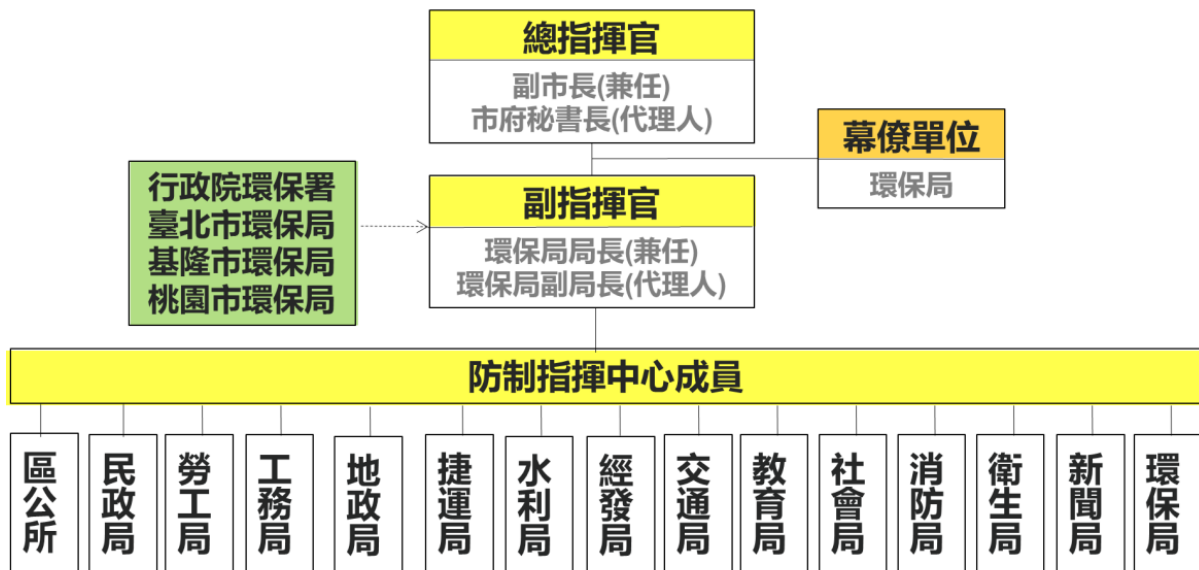 總指揮官
副市長(兼任)
市府秘書長(代理人)
幕僚單位
環保局
行政院環保署
臺北市環保局
基隆市環保局
桃園市環保局
副指揮官
環保局局長(兼任)
環保局副局長(代理人)
防制指揮中心成員
區公所
民政局
勞工局
工務局
地政局
捷運局
水利局
經發局
交通局
教育局
社會局
消防局
衛生局
新聞局
環保局